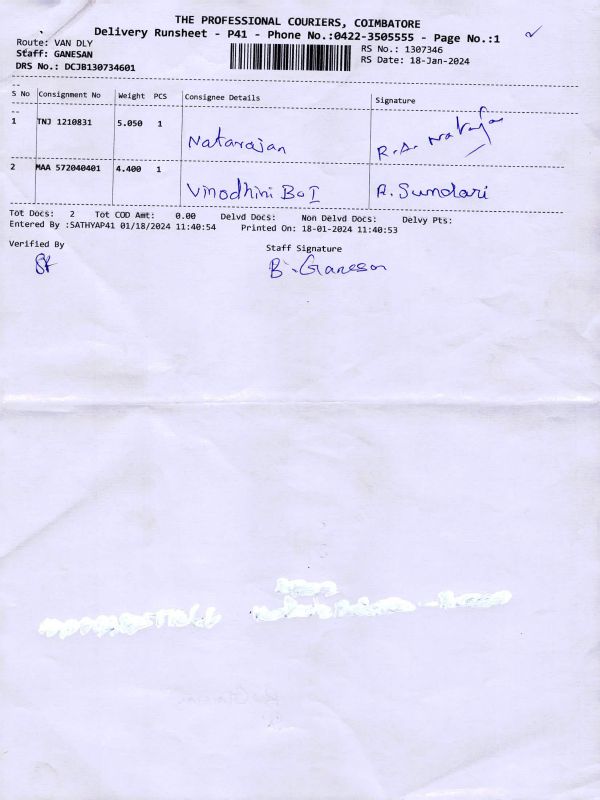 THE PROFESSIONAL COURIERS, COIMBATORE
Delivery Runsheet - P41 - Phone No.:0422-3505555 - Page No.:1
Route: VAN DLY
Staff: GANESAN
DRS No.: DCJB130734601
RS No.: 1307346
RS Date: 18-Jan-2024
S No Consignment No Weight PCS Consignee Details Signature
1 TNJ 1210831 5.050 1 Natarajan R.A.
2 MAA 572040401 4.400 1 Vinodhini R. Sundari
Tot Docs: 2 Tot COD Amt: 0.00 Delvd Docs: Non Delvd Docs: Delvy Pts:
Entered By :SATHYAP41 01/18/2024 11:40:54 Printed On: 18-01-2024 11:40:53
Verified By Staff Signature
B. Ganesan